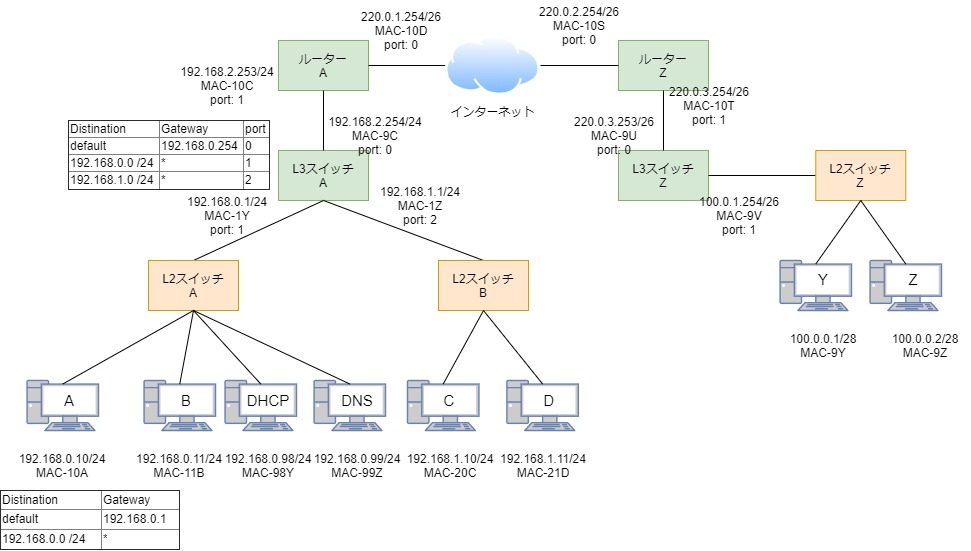 220.0.1.254/26
MAC-10D
port: 0
220.0.2.254/26
MAC-10S
port: 0
ルーター
A
インターネット
ルーター
Z
192.168.2.253/24
MAC-10C
port: 1
220.0.3.254/26
MAC-10T
port: 1
192.168.2.254/24
MAC-9C
port: 0
220.0.3.253/26
MAC-9U
port: 0
Distination Gateway port
default 192.168.0.254 0
192.168.0.0 /24 * 1
192.168.1.0 /24 * 2
L3スイッチ
A
L3スイッチ
Z
L2スイッチ
Z
192.168.0.1/24
MAC-1Y
port: 1
192.168.1.1/24
MAC-1Z
port: 2
100.0.1.254/26
MAC-9V
port: 1
L2スイッチ
A
L2スイッチ
B
Y
Z
100.0.0.1/28
MAC-9Y
100.0.0.2/28
MAC-9Z
A
B
DHCP
DNS
C
D
192.168.0.10/24
MAC-10A
192.168.0.11/24
MAC-11B
192.168.0.98/24
MAC-98Y
192.168.0.99/24
MAC-99Z
192.168.1.10/24
MAC-20C
192.168.1.11/24
MAC-21D
Distination Gateway
default 192.168.0.1
192.168.0.0 /24 *